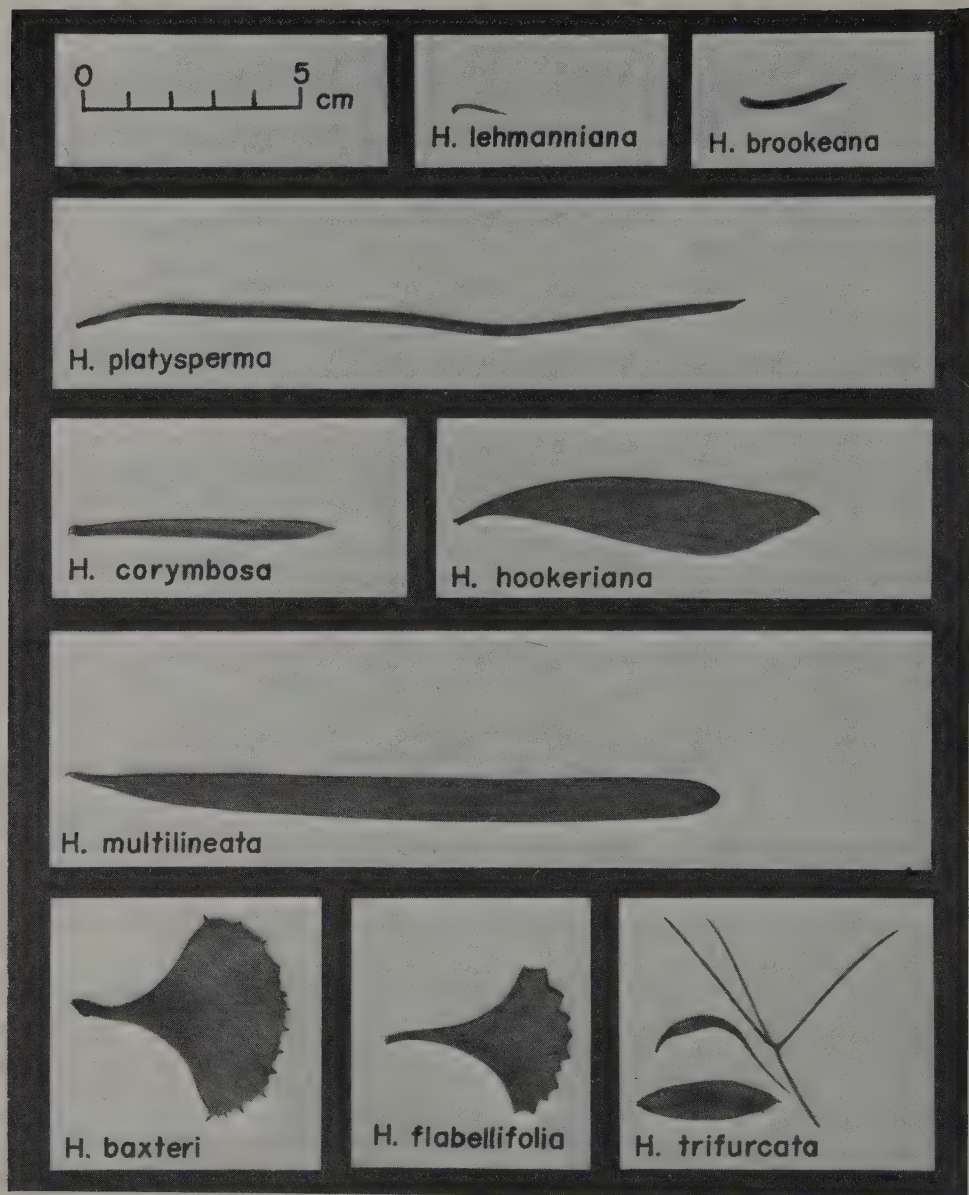 0 5 cm
H. lehmanniana
H. brookeana
H. platysperma
H. corymbosa
H. hookeriana
H. multilineata
H. baxteri
H. flabellifolia
H. trifurcata